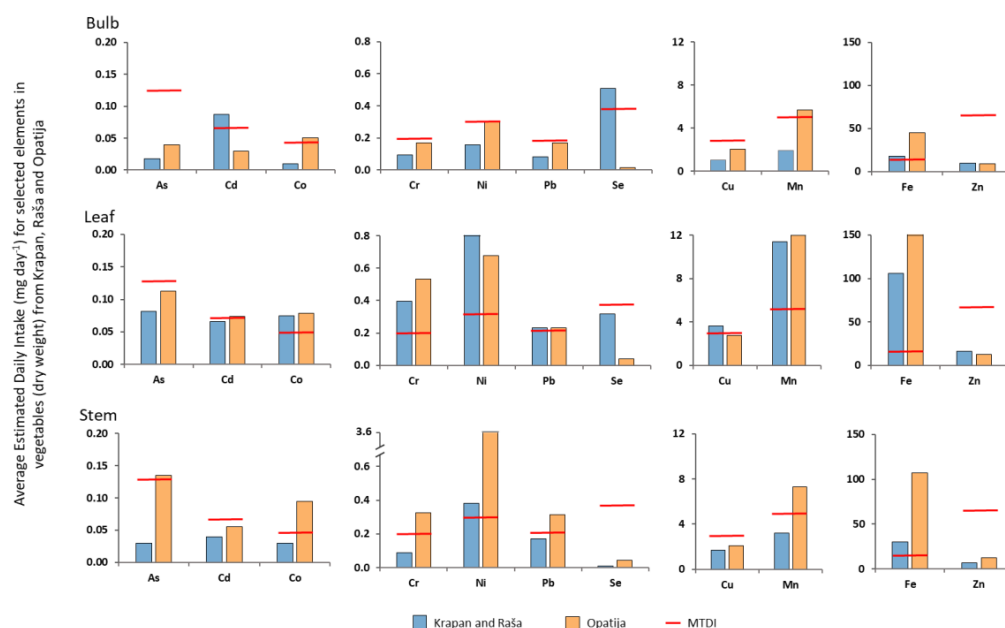 Average Estimated Daily Intake (mg day⁻¹) for selected elements in
vegetables (dry weight) from Krapan, Raša and Opatija
Bulb
0.20
0.15
0.10
0.05
0.00
As
Cd
Co
0.8
0.6
0.4
0.2
0
Cr
Ni
Pb
Se
12
8
4
0
Cu
Mn
150
100
50
0
Fe
Zn
Leaf
0.20
0.15
0.10
0.05
0.00
As
Cd
Co
0.8
0.6
0.4
0.2
0.0
Cr
Ni
Pb
Se
12
8
4
0
Cu
Mn
150
100
50
0
Fe
Zn
Stem
0.20
0.15
0.10
0.05
0.00
As
Cd
Co
3.6
0.6
0.4
0.2
0.0
Cr
Ni
Pb
Se
12
8
4
0
Cu
Mn
150
100
50
0
Fe
Zn
Krapan and Raša
Opatija
MTDI